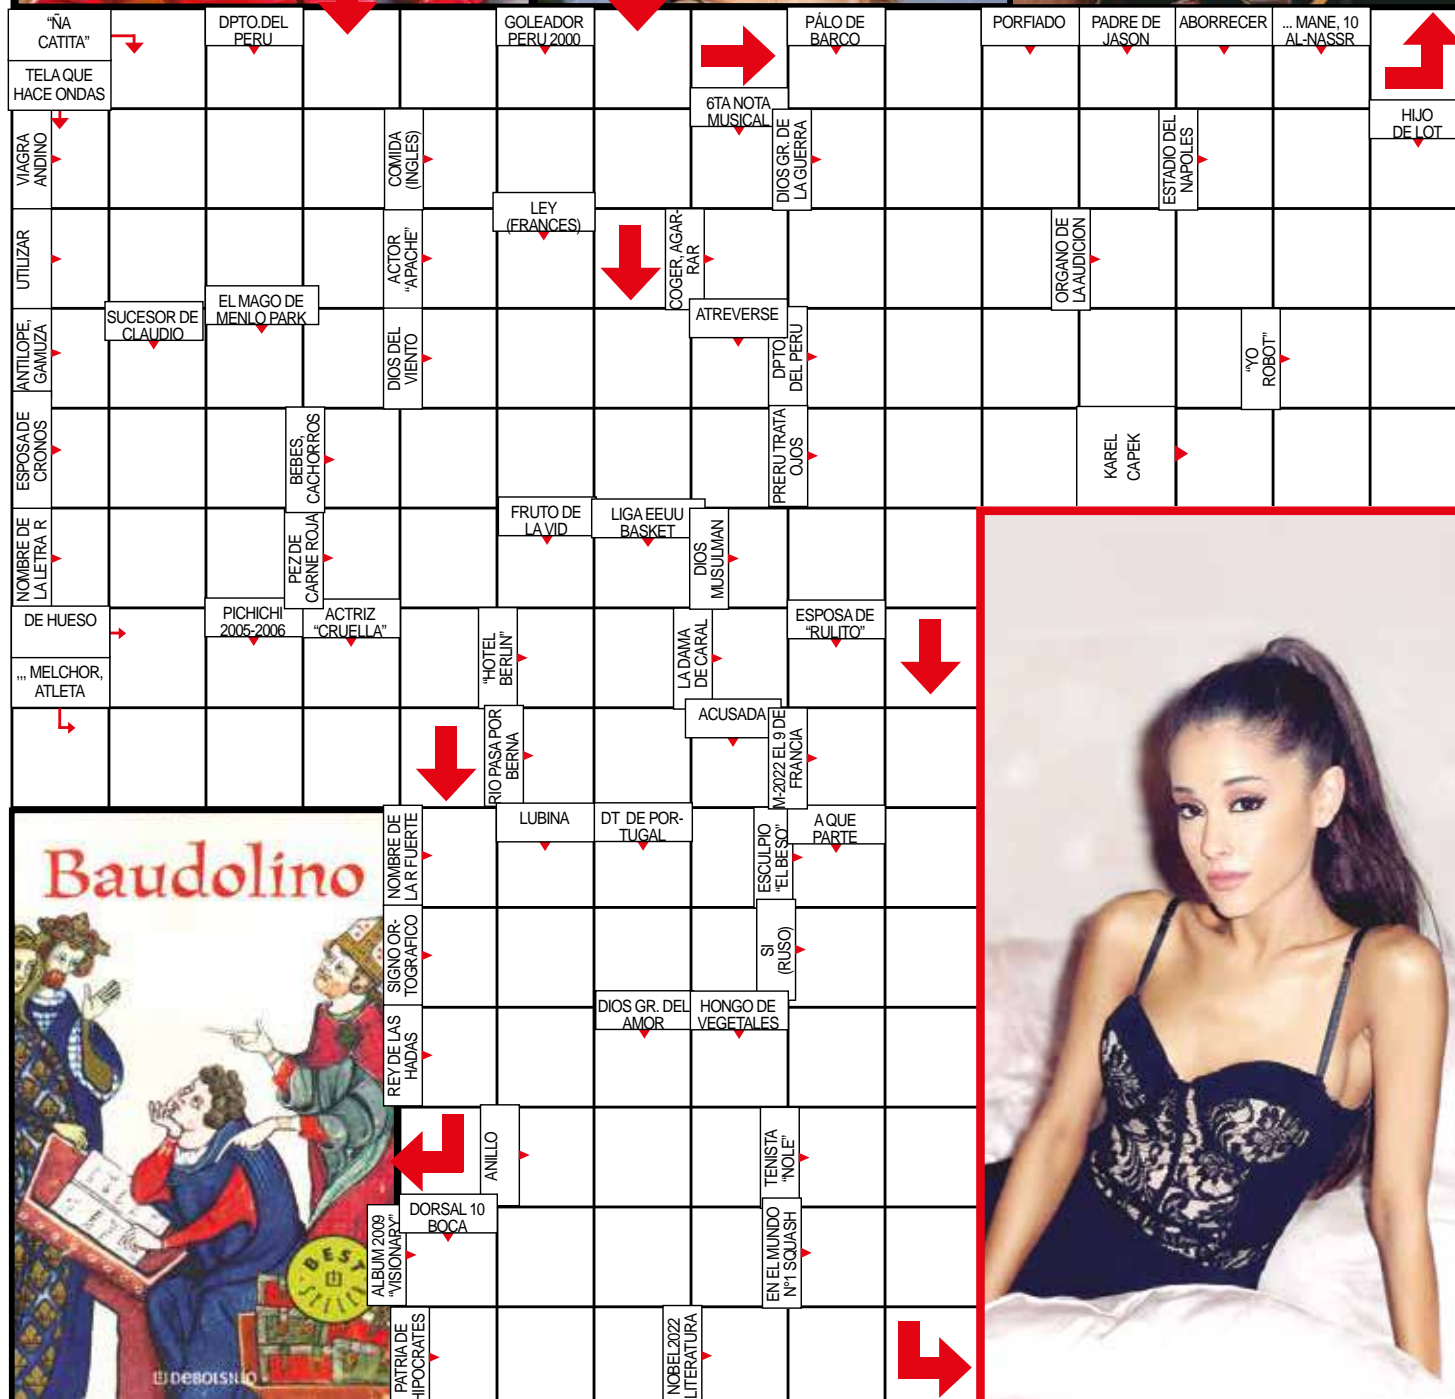 “ÑA
CATITA”
DPTO.DEL
PERU
GOLEADOR
PERU 2000
PÁLO DE
BARCO
PORFIADO
PADRE DE
JASON
ABORRECER
... MANE, 10
AL-NASSR
TELA QUE
HACE ONDAS
6TA NOTA
MUSICAL
HIJO
DE LOT
VIAGRA
ANDINO
COMIDA
(INGLES)
DIOS GR. DE
LA GUERRA
ESTADIO DEL
NAPOLES
LEY
(FRANCES)
UTILIZAR
ACTOR
“APACHE”
COGER, AGAR-
RAR
ORGANO DE
LA AUDICION
SUCESOR DE
CLAUDIO
EL MAGO DE
MENLO PARK
ATREVERSE
ANTILOPE,
GAMUZA
DIOS DEL
VIENTO
DPTO.
DEL PERU
“YO
ROBOT”
ESPOSA DE
CRONOS
BEBES,
CACHORROS
PRERU TRATA
OJOS
KAREL
CAPEK
FRUTO DE
LA VID
LIGA EEUU
BASKET
NOMBRE DE
LA LETRA R
PEZ DE
CARNE ROJA
DIOS
MUSULMAN
DE HUESO
PICHICHI
2005-2006
ACTRIZ
“CRUELLA”
“HOTEL
BERLIN”
LA DAMA
DE CARAL
ESPOSA DE
“RULITO”
,,, MELCHOR,
ATLETA
ACUSADA
RIO PASA POR
BERNA
M-2022 EL 9 DE
FRANCIA
Baudolino
NOMBRE DE
LA R FUERTE
LUBINA
DT DE POR-
TUGAL
ESCULPIO
“EL BESO”
A QUE
PARTE
SIGNO OR-
TOGRAFICO
SI
(RUSO)
DIOS GR. DEL
AMOR
HONGO DE
VEGETALES
REY DE LAS
HADAS
ANILLO
TENISTA
“NOLE”
DORSAL 10
BOCA
ALBUM 2009
“VISIONARY”
EN EL MUNDO
Nº1 SQUASH
BEST
SELLER
DEBOLS!LLO
PATRIA DE
HIPOCRATES
NOBEL2022
LITERATURA